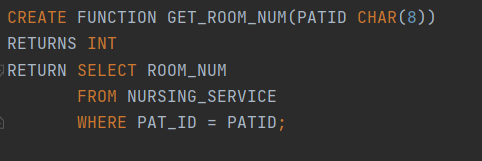 CREATE FUNCTION GET_ROOM_NUM(PATID CHAR(8))
RETURNS INT
RETURN SELECT ROOM_NUM
FROM NURSING_SERVICE
WHERE PAT_ID = PATID;